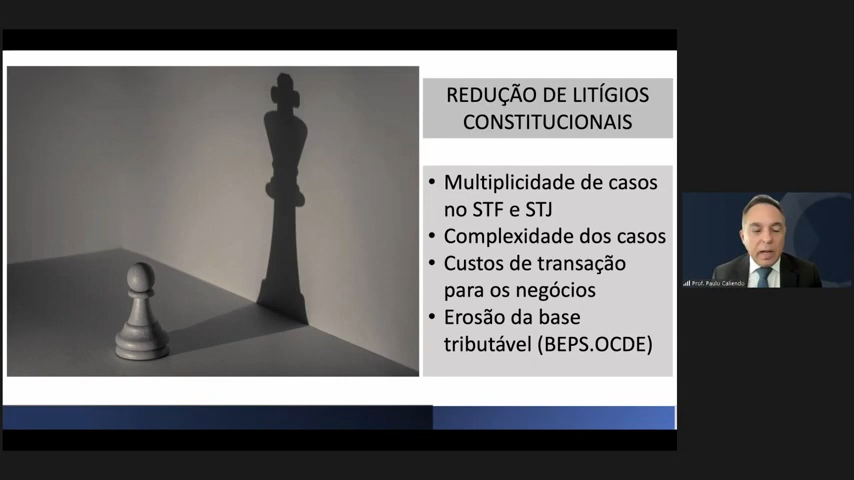 REDUÇÃO DE LITÍGIOS
CONSTITUCIONAIS
• Multiplicidade de casos
no STF e STJ
• Complexidade dos casos
• Custos de transação
para os negócios
• Erosão da base
tributável (BEPS.OCDE)
Prof. Paulo Caliendo